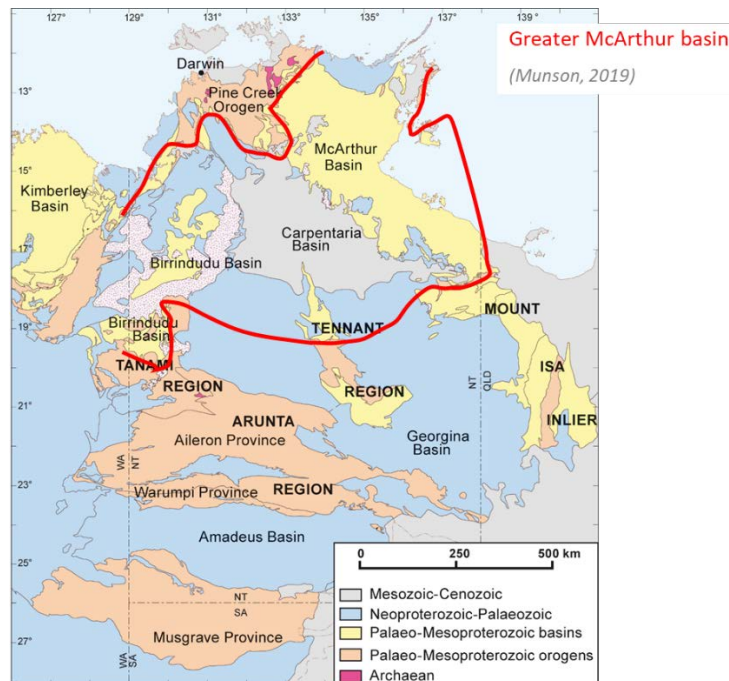 127°
129°
131°
133°
135°
137°
139°
Greater McArthur basin
(Munson, 2019)
Darwin
13°
Pine Creek
Orogen
McArthur
Basin
15°
Kimberley
Basin
Carpentaria
Basin
17°
Birrindudu Basin
MOUNT
19°
Birrindudu
Basin
TENNANT
TANAMI
ISA
NT
QLD
REGION
REGION
21°
INLIER
ARUNTA
Aileron Province
Georgina
Basin
WA
NT
23°
Warumpi Province
REGION
Amadeus Basin
25°
0
250
500 km
NT
SA
Mesozoic-Cenozoic
Neoproterozoic-Palaeozoic
Musgrave Province
Palaeo-Mesoproterozoic basins
27°
WA
SA
Palaeo-Mesoproterozoic orogens
Archaean